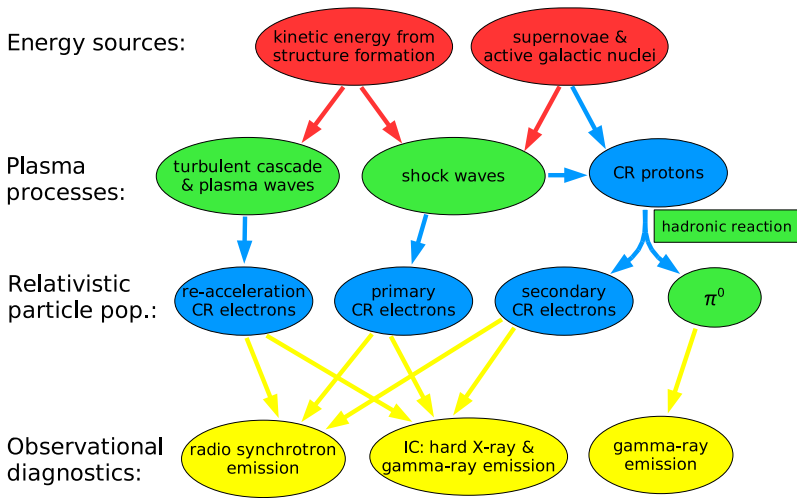 Energy sources:
kinetic energy from
structure formation
supernovae &
active galactic nuclei
Plasma
processes:
turbulent cascade
& plasma waves
shock waves
CR protons
hadronic reaction
Relativistic
particle pop.:
re-acceleration
CR electrons
primary
CR electrons
secondary
CR electrons
π⁰
Observational
diagnostics:
radio synchrotron
emission
IC: hard X-ray &
gamma-ray emission
gamma-ray
emission